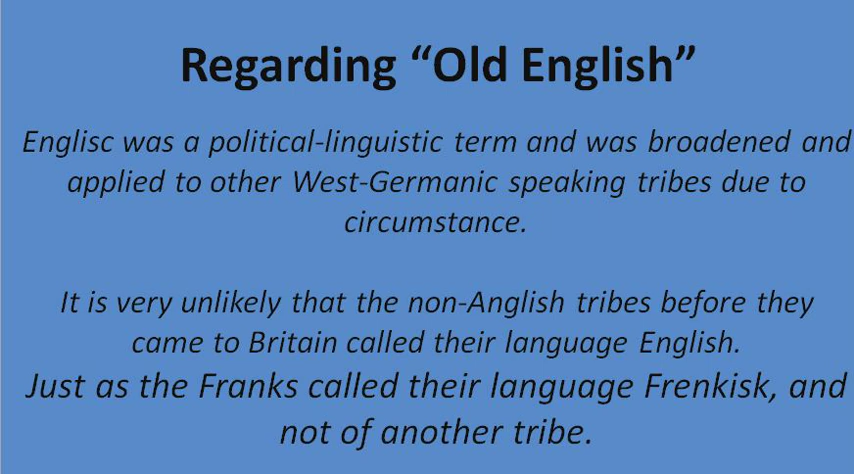 Regarding “Old English”
Englisc was a political-linguistic term and was broadened and
applied to other West-Germanic speaking tribes due to
circumstance.
It is very unlikely that the non-Anglish tribes before they
came to Britain called their language English.
Just as the Franks called their language Frenkisk, and
not of another tribe.